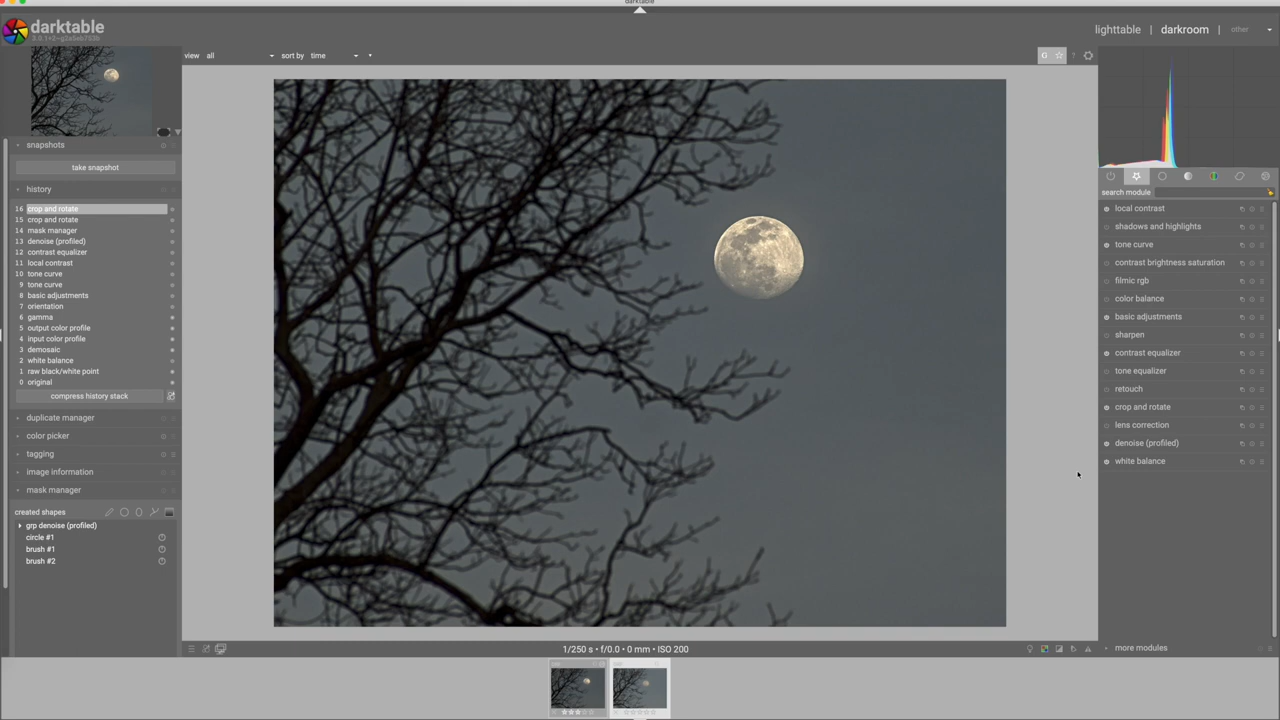 darktable
darktable
lighttable | darkroom | other
view all sort by time
G
?
snapshots
take snapshot
history
16 crop and rotate
15 crop and rotate
14 mask manager
13 denoise (profiled)
12 contrast equalizer
11 local contrast
10 tone curve
9 tone curve
8 basic adjustments
7 orientation
6 gamma
5 output color profile
4 input color profile
3 demosaic
2 white balance
1 raw black/white point
0 original
compress history stack
duplicate manager
color picker
tagging
image information
mask manager
created shapes
grp denoise (profiled)
circle #1
brush #1
brush #2
search module
local contrast
shadows and highlights
tone curve
contrast brightness saturation
filmic rgb
color balance
basic adjustments
sharpen
contrast equalizer
tone equalizer
retouch
crop and rotate
lens correction
denoise (profiled)
white balance
more modules
1/250 s • f/0.0 • 0 mm • ISO 200